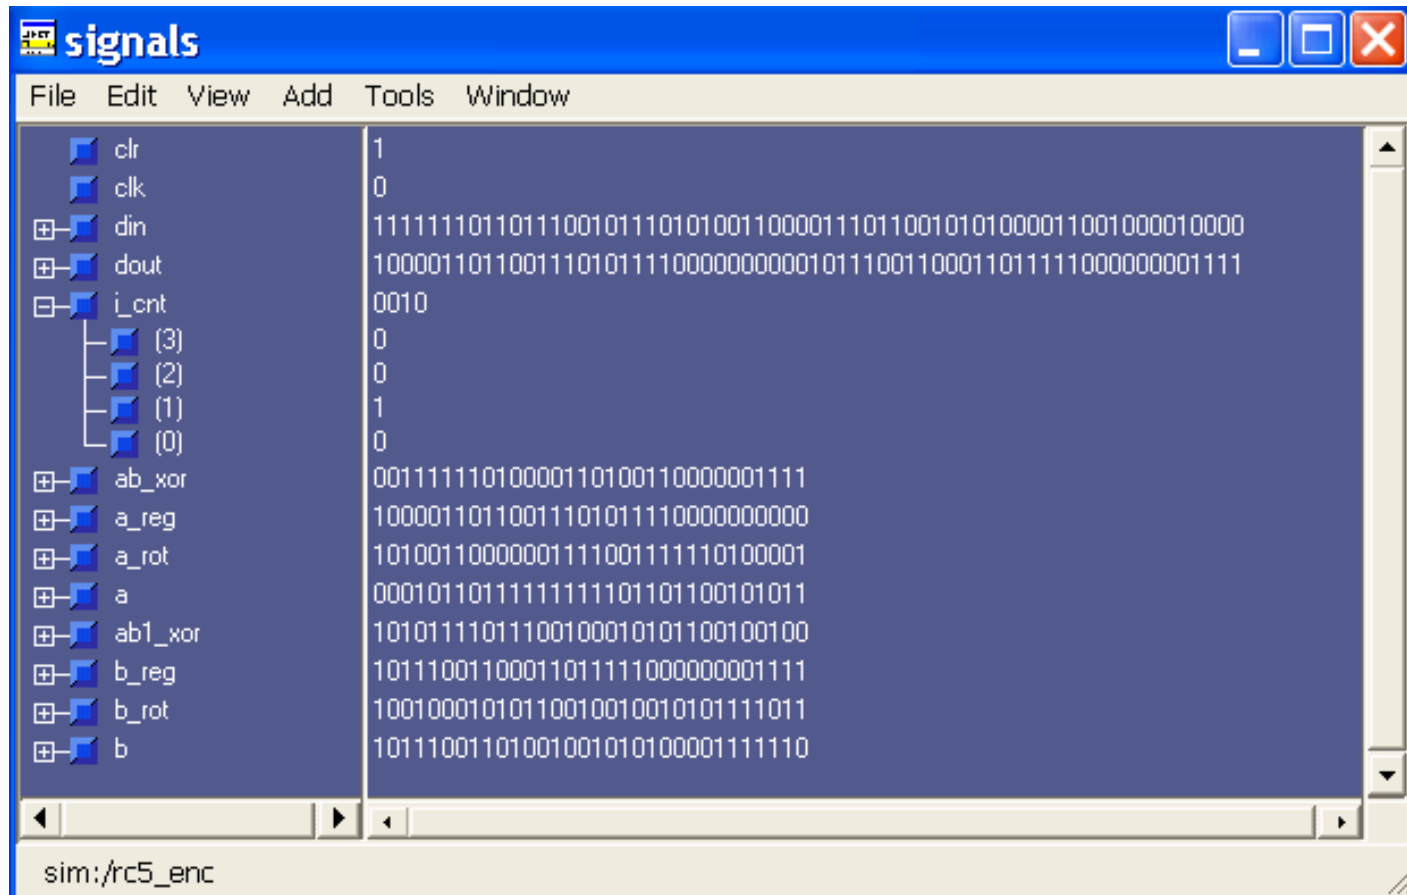 signals
File Edit View Add Tools Window
clr 1
clk 0
din 1111111011011100101110101001100001110110010101000011001000010000
dout 1000011011001110101111000000000010111001100011011111000000001111
i_cnt 0010
(3) 0
(2) 0
(1) 1
(0) 0
ab_xor 00111111010000110100110000001111
a_reg 10000110110011101011110000000000
a_rot 10100110000001111001111110100001
a 00010110111111111101101100101011
ab1_xor 10101111011100100010101100100100
b_reg 10111001100011011111000000001111
b_rot 10010001010110010010010101111011
b 10111001101001001010100001111110
sim:/rc5_enc